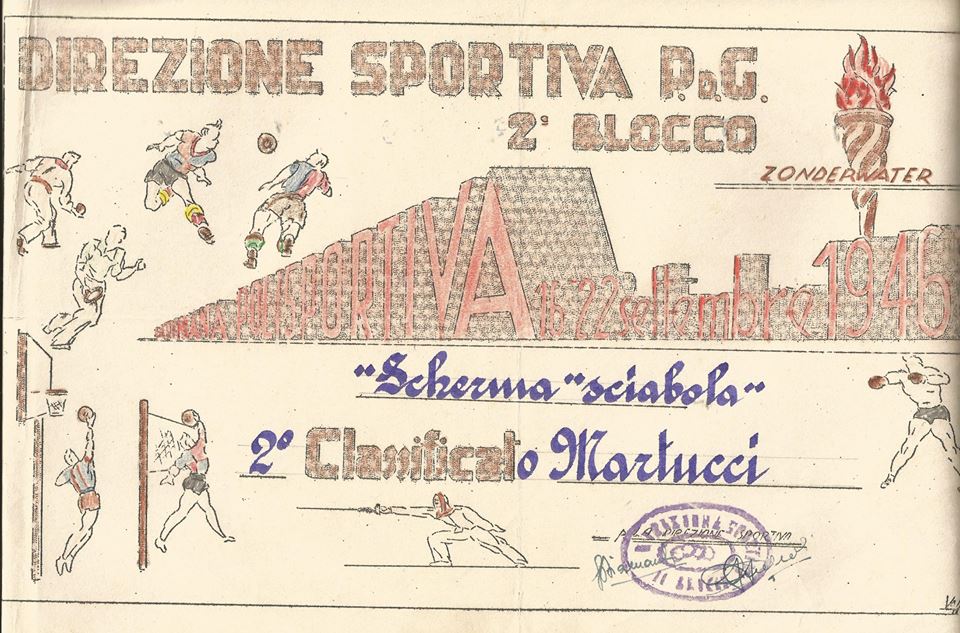 DIREZIONE SPORTIVA P.D.G.
2° BLOCCO
ZONDERWATER
SETTIMANA POLISPORTIVA 16-22 settembre 1946
"Scherma "sciabola"
2° Classificato Martucci
DIREZIONE SPORTIVA